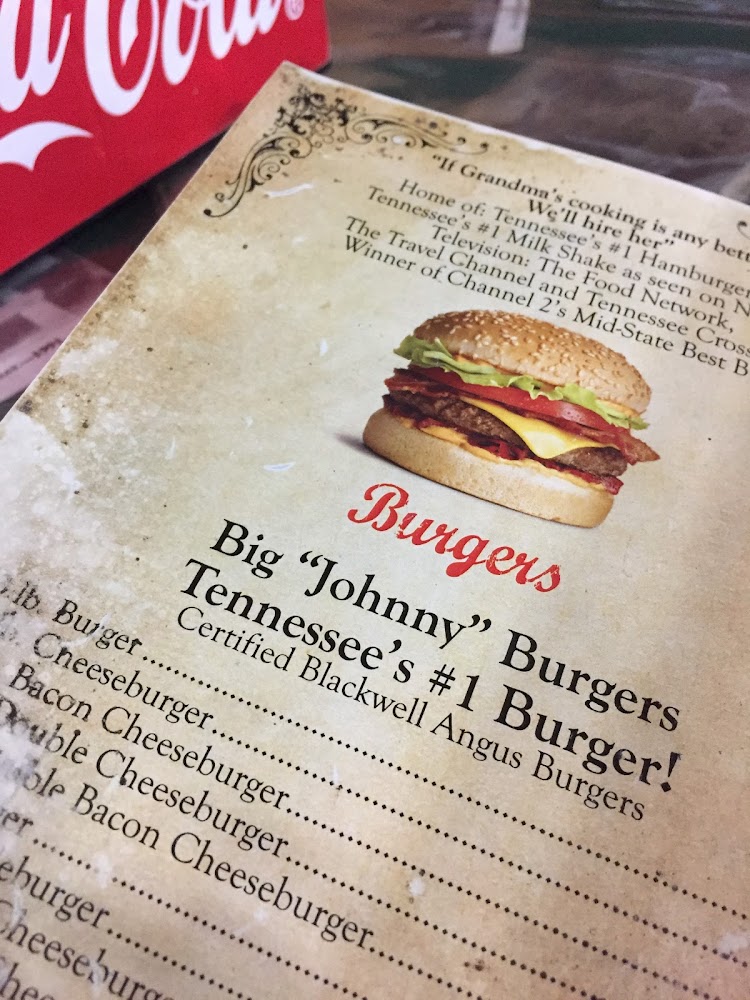 Cola®
"If Grandma's cooking is any
We'll hire her"
Home of: Tennessee's #1 Hamburger
Tennessee's #1 Milk Shake as seen on
Television: The Food Network,
The Travel Channel and Tennessee
Winner of Channel 2's Mid-State Best
Burgers
Big "Johnny" Burgers
Tennessee's #1 Burger!
Certified Blackwell Angus Burgers
lb. Burger
Cheeseburger
Bacon Cheeseburger
Double Cheeseburger
Bacon Cheeseburger